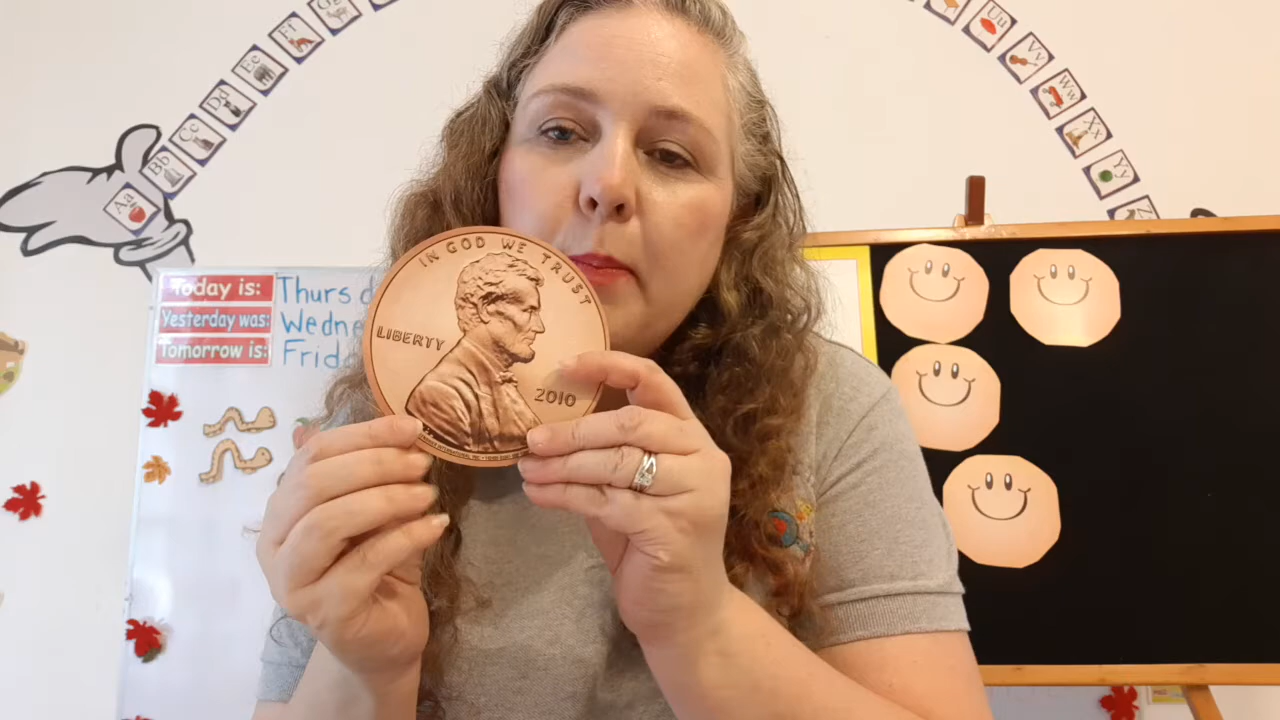 Aa
Bb
Cc
Dd
Ee
Ff
Gg
Uu
Vv
Ww
Xx
Yy
Zz
Today is: Thurs d
Yesterday was: Wedne
Tomorrow is: Frid
IN GOD WE TRUST
LIBERTY
2010